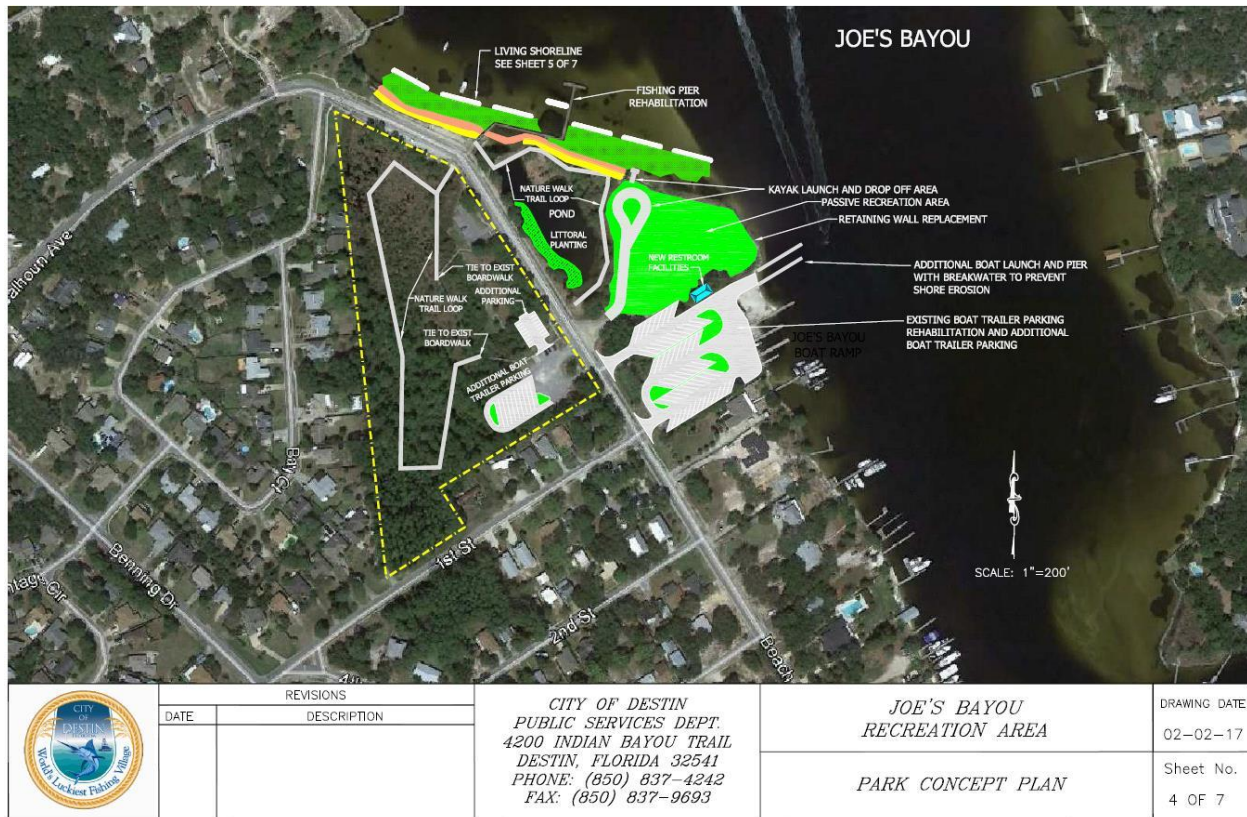 JOE'S BAYOU
LIVING SHORELINE
SEE SHEET 5 OF 7
FISHING PIER
REHABILITATION
NATURE WALK
TRAIL LOOP
POND
LITTORAL
PLANTING
KAYAK LAUNCH AND DROP OFF AREA
PASSIVE RECREATION AREA
RETAINING WALL REPLACEMENT
NEW RESTROOM
FACILITIES
ADDITIONAL BOAT LAUNCH AND PIER
WITH BREAKWATER TO PREVENT
SHORE EROSION
TIE TO EXIST
BOARDWALK
ADDITIONAL
PARKING
NATURE WALK
TRAIL LOOP
TIE TO EXIST
BOARDWALK
EXISTING BOAT TRAILER PARKING
REHABILITATION AND ADDITIONAL
BOAT TRAILER PARKING
JOE'S BAYOU
BOAT RAMP
ADDITIONAL BOAT
TRAILER PARKING
alhoun Ave
Bay Ct
Benning Dr
ntage Cir
1st St
2nd St
4th
Beach
SCALE: 1"=200'
CITY
OF
DESTIN
FLORIDA
World's Luckiest Fishing Village
REVISIONS
DATE
DESCRIPTION
CITY OF DESTIN
PUBLIC SERVICES DEPT.
4200 INDIAN BAYOU TRAIL
DESTIN, FLORIDA 32541
PHONE: (850) 837-4242
FAX: (850) 837-9693
JOE'S BAYOU
RECREATION AREA
PARK CONCEPT PLAN
DRAWING DATE
02-02-17
Sheet No.
4 OF 7